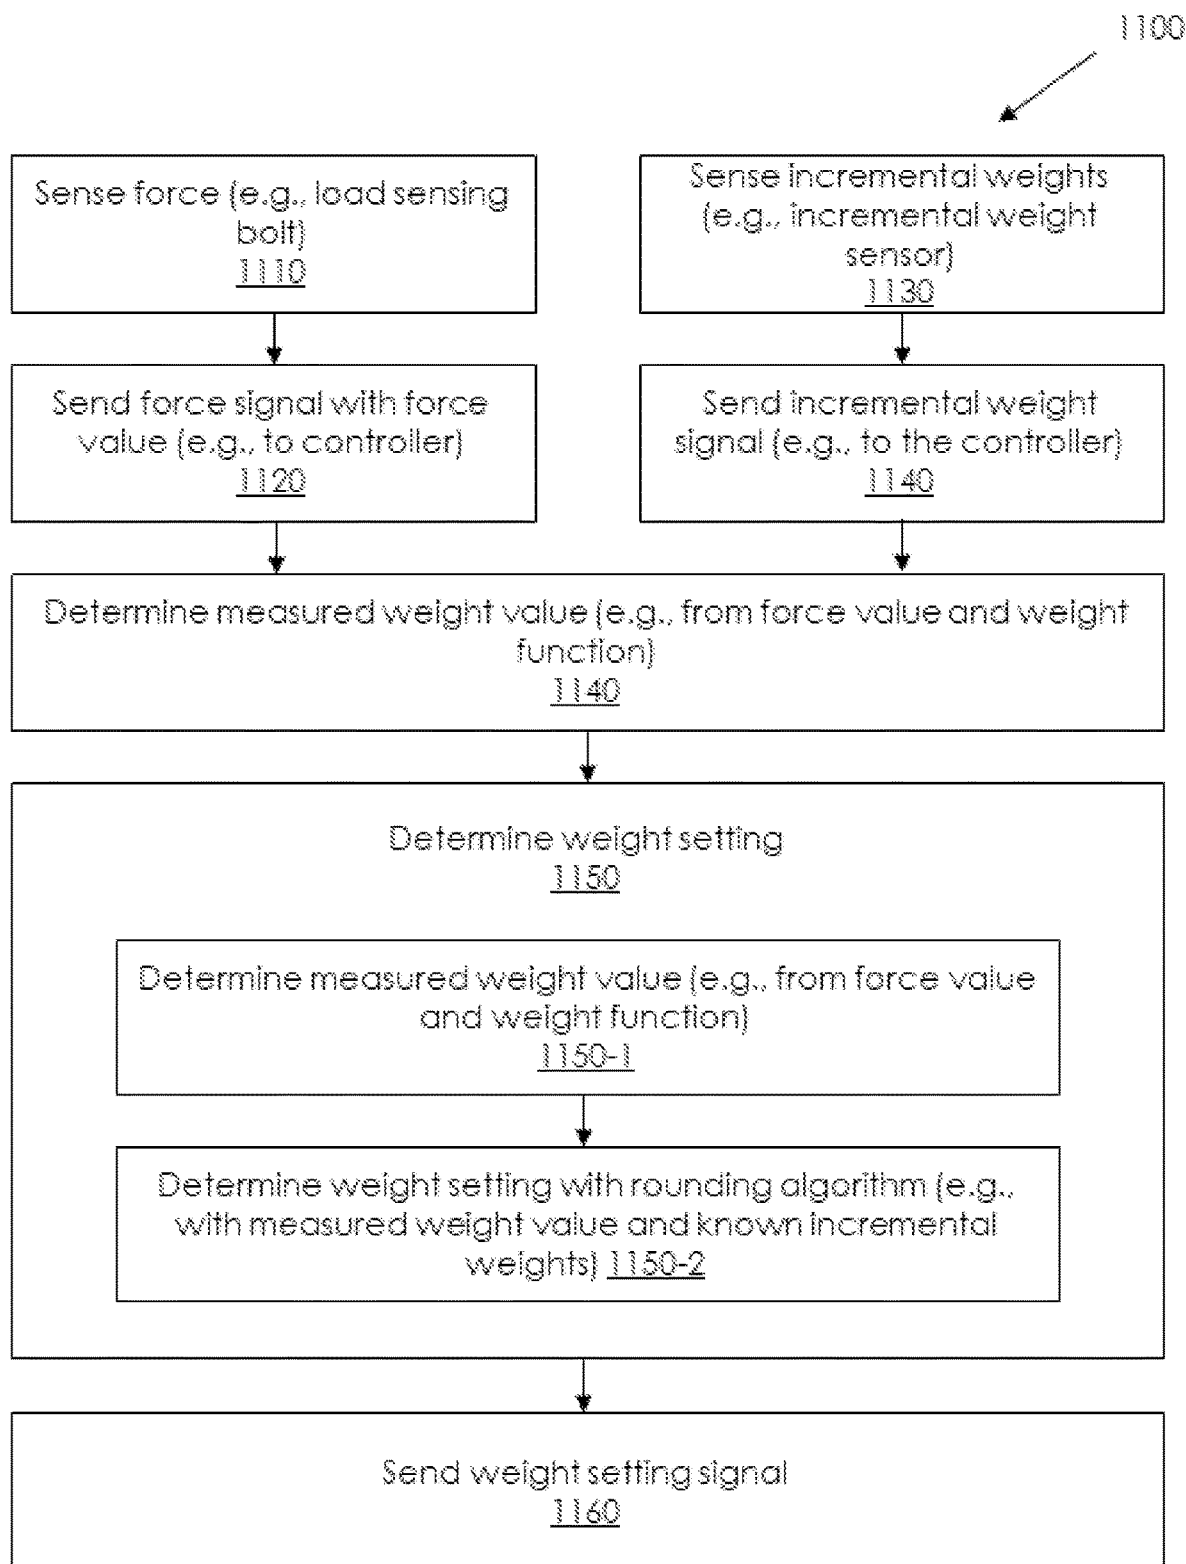 1100
Sense force (e.g., load sensing
bolt)
1110
Sense incremental weights
(e.g., incremental weight
sensor)
1130
Send force signal with force
value (e.g., to controller)
1120
Send incremental weight
signal (e.g., to the controller)
1140
Determine measured weight value (e.g., from force value and weight
function)
1140
Determine weight setting
1150
Determine measured weight value (e.g., from force value
and weight function)
1150-1
Determine weight setting with rounding algorithm (e.g.,
with measured weight value and known incremental
weights) 1150-2
Send weight setting signal
1160